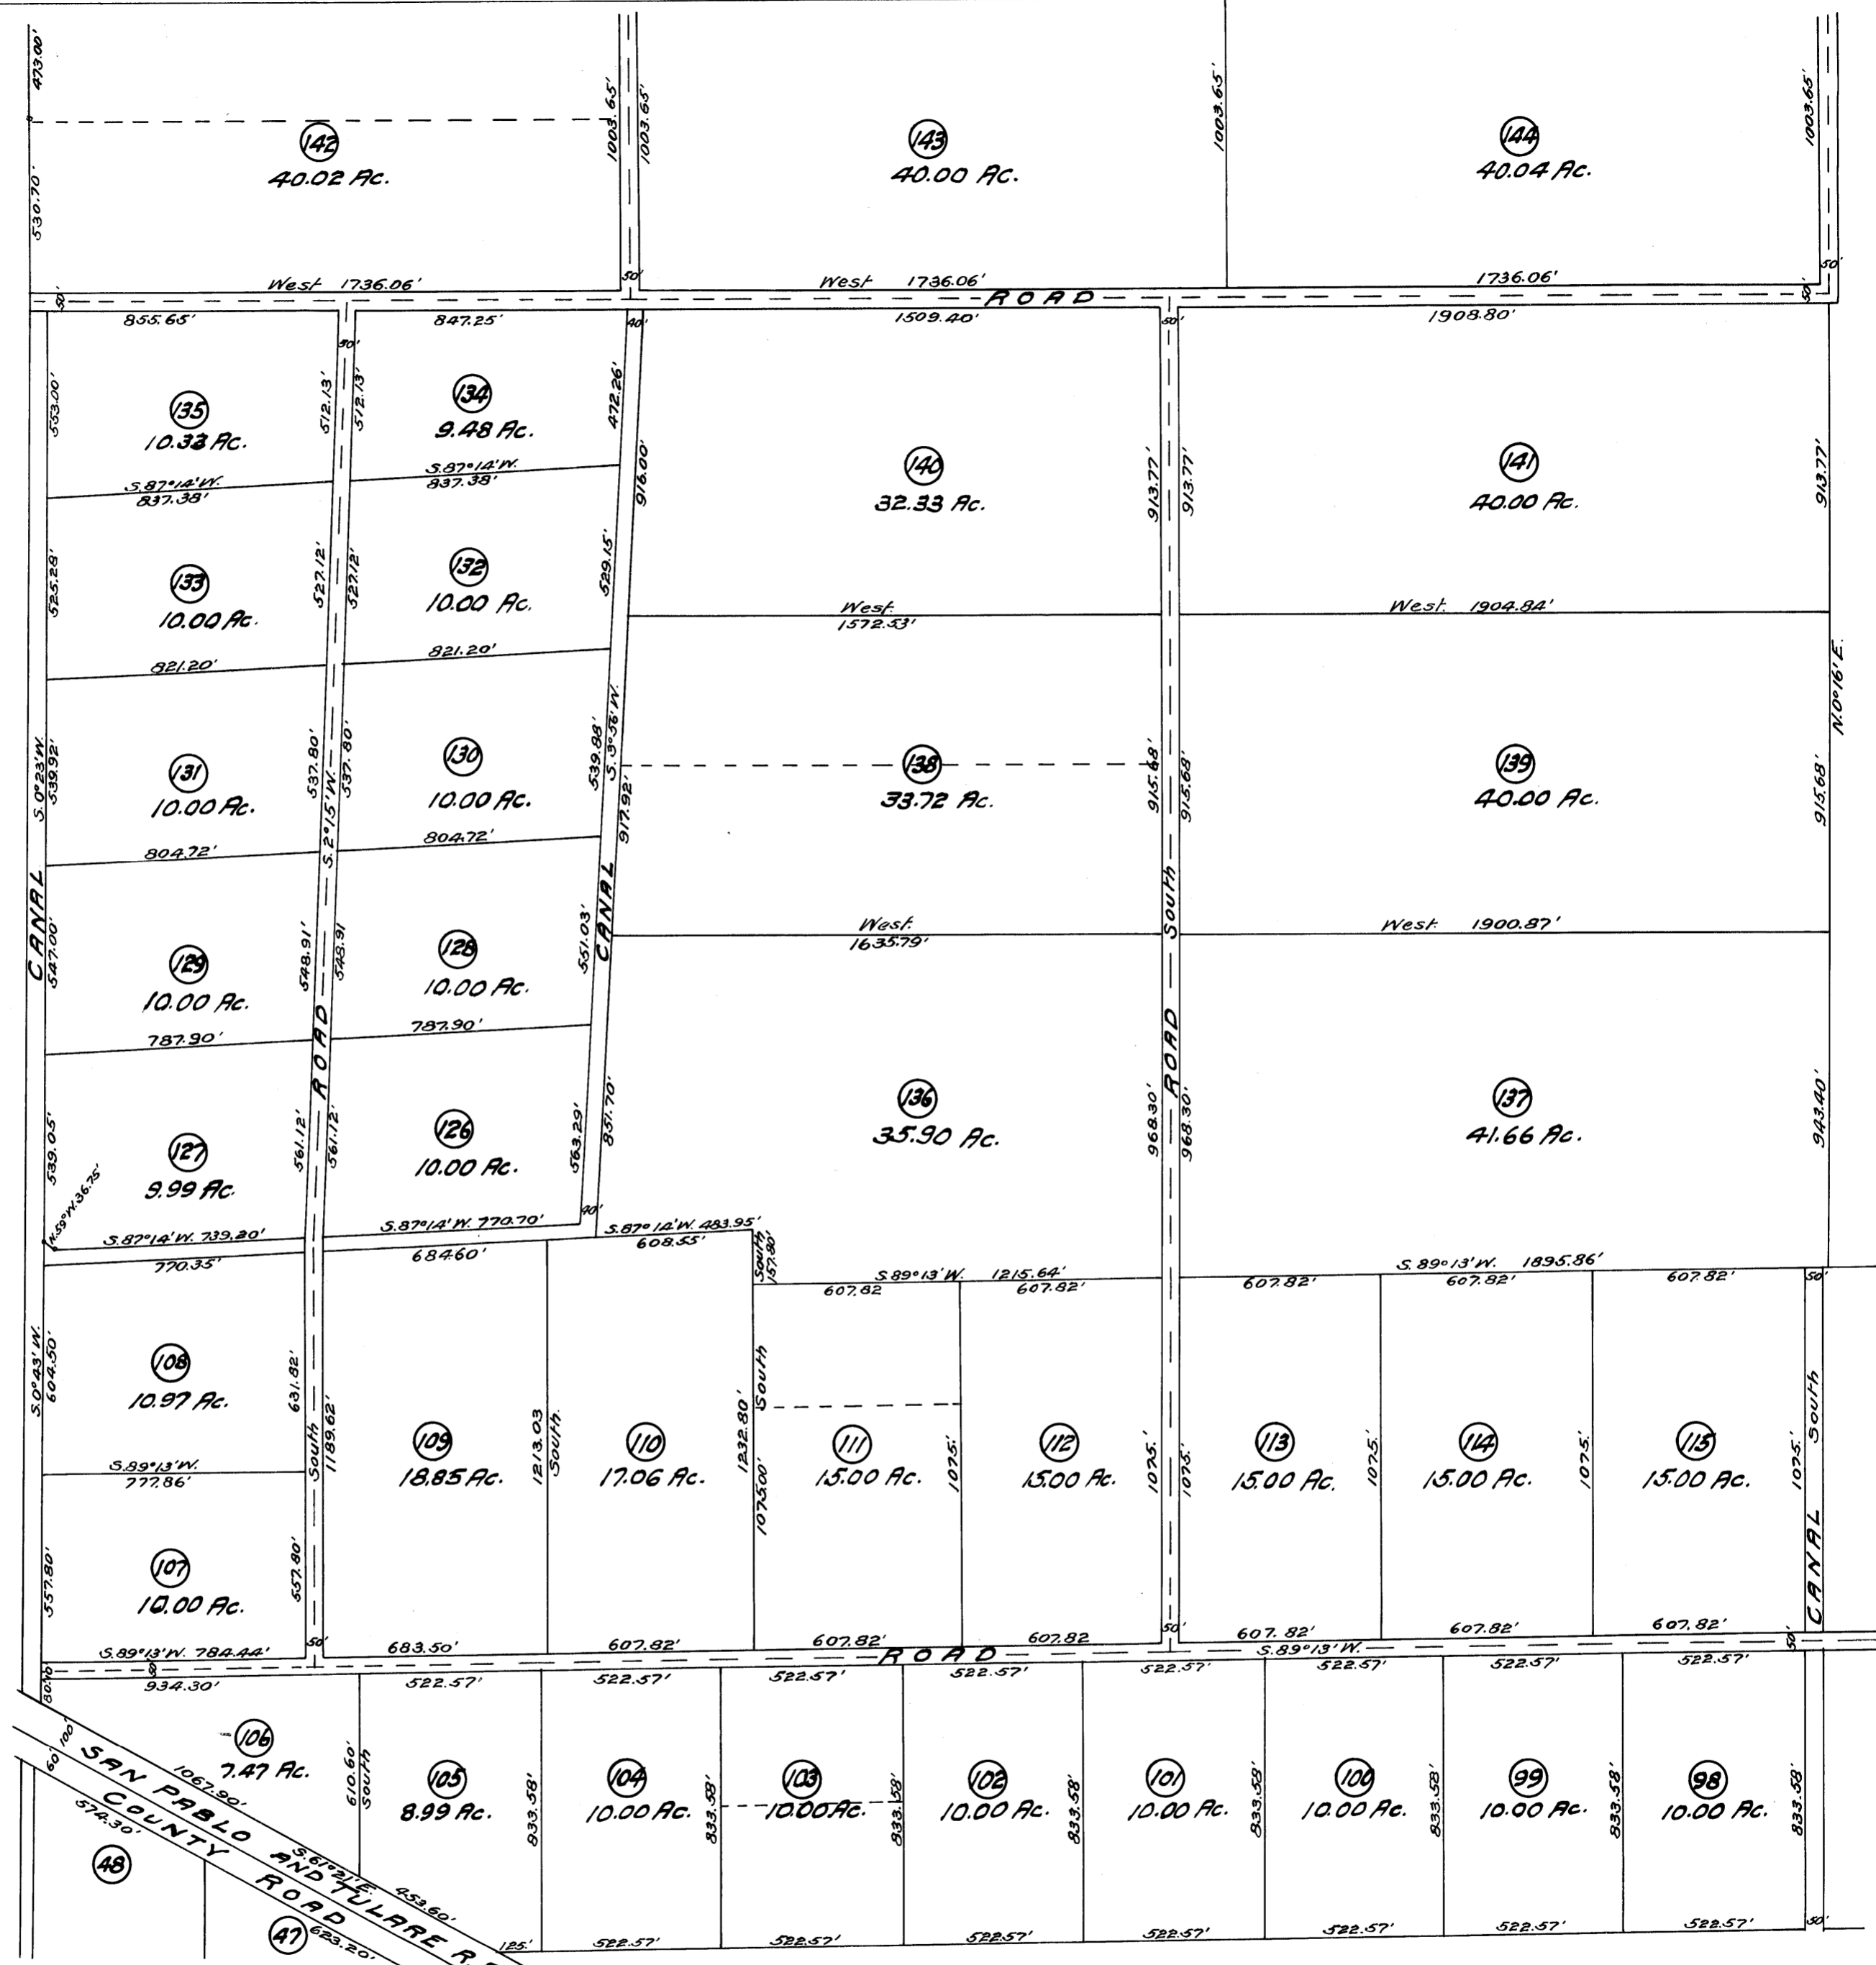 473.00'
530.70'
142
40.02 Ac.
1003.65'
1003.65'
143
40.00 Ac.
1003.65'
144
40.04 Ac.
1003.65'
50'
West 1736.06'
50'
West 1736.06'
ROAD
1736.06'
50'
50'
855.65'
50'
847.25'
40'
1509.40'
50'
1908.80'
553.00'
135
10.33 Ac.
512.13'
512.13'
134
9.48 Ac.
472.26'
916.00'
140
32.33 Ac.
913.77'
913.77'
141
40.00 Ac.
913.77'
S.87°14'W.
837.38'
S.87°14'W.
837.38'
525.28'
133
10.00 Ac.
527.12'
527.12'
132
10.00 Ac.
529.15'
West
1572.53'
West 1904.84'
N.0°16'E.
821.20'
821.20'
S.0°23'W.
539.92'
131
10.00 Ac.
537.80'
S.2°15'W.
537.80'
130
10.00 Ac.
539.88'
S.3°56'W.
917.92'
138
33.72 Ac.
915.68'
915.68'
139
40.00 Ac.
915.68'
804.72'
804.72'
CANAL
547.00'
129
10.00 Ac.
548.91'
548.91
128
10.00 Ac.
551.03'
CANAL
West
1635.79'
South
West 1900.87'
787.90'
ROAD
787.90'
ROAD
539.05'
127
9.99 Ac.
561.12'
561.12'
126
10.00 Ac.
563.29'
851.70'
136
35.90 Ac.
968.30'
968.30'
137
41.66 Ac.
943.40'
N.59°W.36.75'
S.87°14'W. 739.20'
S.87°14'W. 770.70'
40'
S.87°14'W. 483.95'
770.35'
684.60'
608.55'
South
157.80'
S.89°13'W. 1215.64'
607.82
607.82'
S.89°13'W. 1895.86'
607.82'
607.82'
607.82'
50'
S.0°43'W.
604.50'
108
10.97 Ac.
631.82'
South
1189.62'
109
18.85 Ac.
1213.03
South.
110
17.06 Ac.
1232.80'
South
1075.00'
111
15.00 Ac.
1075.'
112
15.00 Ac.
1075.'
1075.'
113
15.00 Ac.
1075.'
114
15.00 Ac.
1075.'
115
15.00 Ac.
1075.'
South
CANAL
S.89°13'W.
777.86'
557.80'
107
10.00 Ac.
557.80'
S.89°13'W. 784.44'
50'
683.50'
607.82'
607.82'
ROAD
607.82
50'
607.82'
S.89°13'W.
607.82'
607.82'
50'
50'
934.30'
522.57'
522.57'
522.57'
522.57'
522.57'
522.57'
522.57'
522.57'
100'
60'
106
7.47 Ac.
1067.90'
610.60'
South
105
8.99 Ac.
833.58'
104
10.00 Ac.
833.58'
103
10.00 Ac.
833.58'
102
10.00 Ac.
833.58'
101
10.00 Ac.
833.58'
100
10.00 Ac.
833.58'
99
10.00 Ac.
833.58'
98
10.00 Ac.
833.58'
SAN PABLO AND TULARE R.
COUNTY ROAD
574.30'
S.61°21'E.
453.60'
48
47
623.20'
125'
522.57'
522.57'
522.57'
522.57'
522.57'
522.57'
522.57'
50'